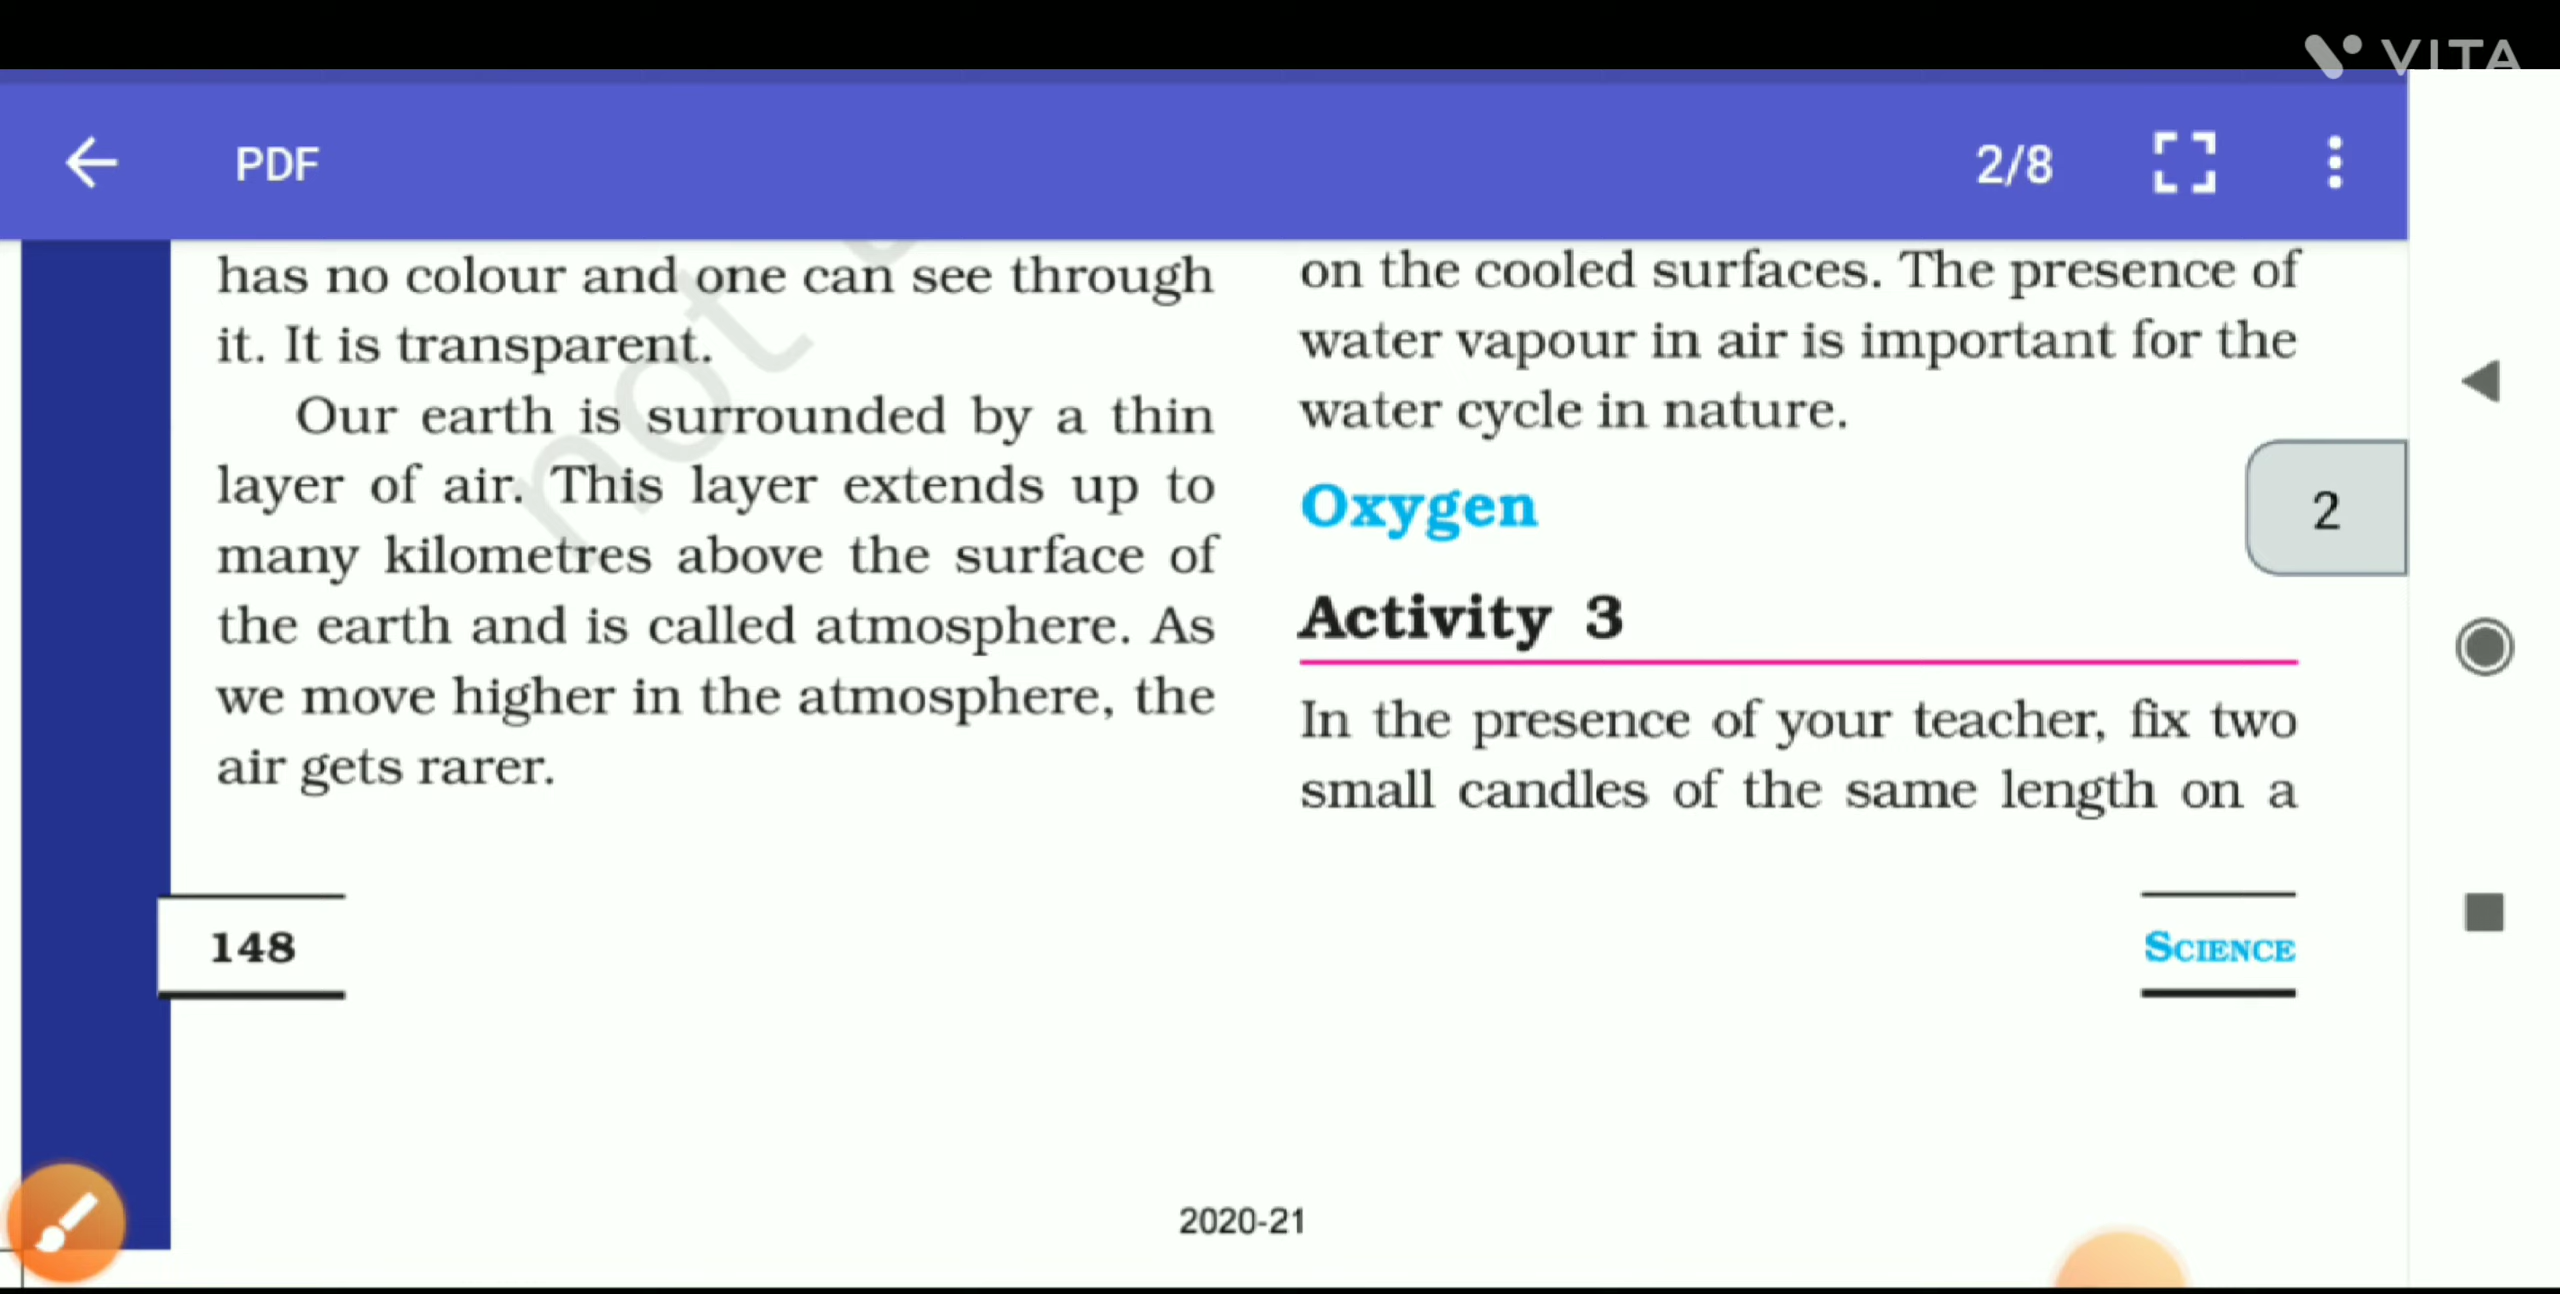 VITA
PDF
2/8
has no colour and one can see through
it. It is transparent.
Our earth is surrounded by a thin
layer of air. This layer extends up to
many kilometres above the surface of
the earth and is called atmosphere. As
we move higher in the atmosphere, the
air gets rarer.
on the cooled surfaces. The presence of
water vapour in air is important for the
water cycle in nature.
Oxygen
Activity 3
In the presence of your teacher, fix two
small candles of the same length on a
2
148
SCIENCE
2020-21
not